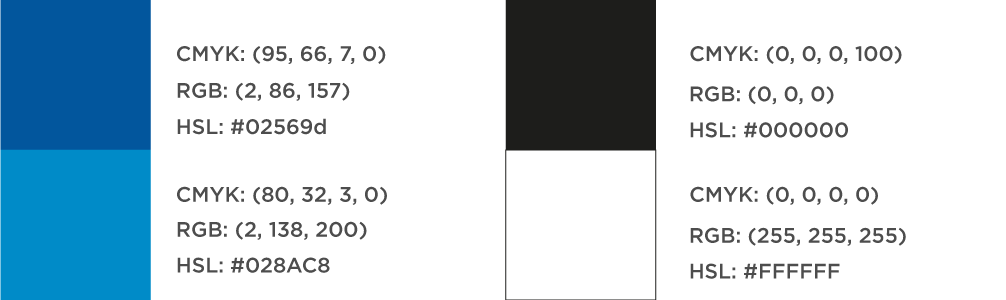 CMYK: (95, 66, 7, 0)
RGB: (2, 86, 157)
HSL: #02569d
CMYK: (80, 32, 3, 0)
RGB: (2, 138, 200)
HSL: #028AC8
CMYK: (0, 0, 0, 100)
RGB: (0, 0, 0)
HSL: #000000
CMYK: (0, 0, 0, 0)
RGB: (255, 255, 255)
HSL: #FFFFFF